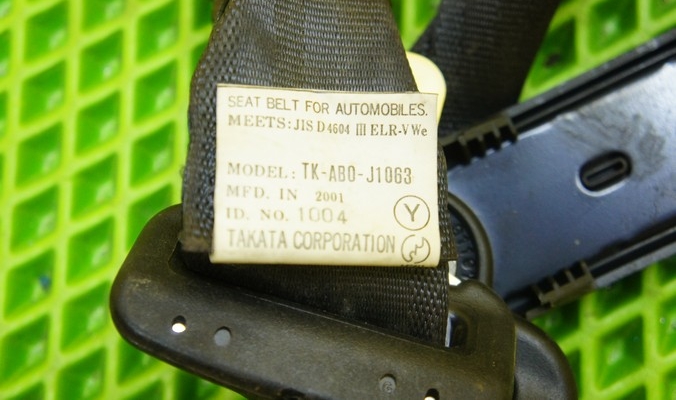 SEAT BELT FOR AUTOMOBILES.
MEETS: JIS D4604 III ELR-VWe
MODEL: TK-AB0-J1063
MFD. IN 2001
ID. NO. 1004
Y
TAKATA CORPORATION